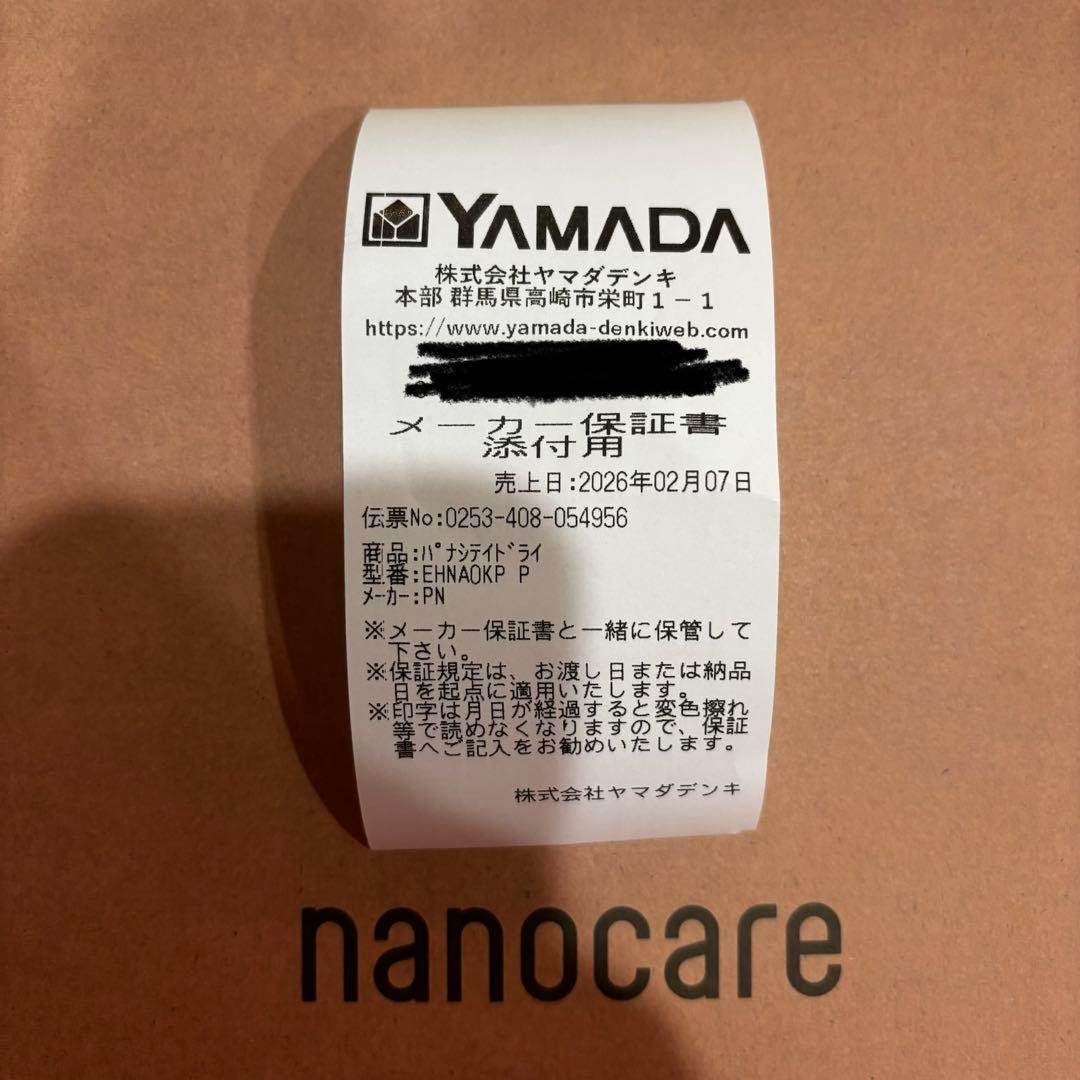 YAMADA
株式会社ヤマダデンキ
本部 群馬県高崎市栄町1-1
https://www.yamada-denkiweb.com
メーカー保証書
添付用
売上日:2026年02月07日
伝票No:0253-408-054956
商品:ﾊﾟﾅｼﾃｲﾄﾞﾗｲ
型番:EHNA0KP P
ﾒｰｶｰ:PN
※メーカー保証書と一緒に保管して
下さい。
※保証規定は、お渡し日または納品
日を起点に適用いたします。
※印字は月日が経過すると変色擦れ
等で読めなくなりますので、保証
書へご記入をお勧めいたします。
株式会社ヤマダデンキ
nanocare